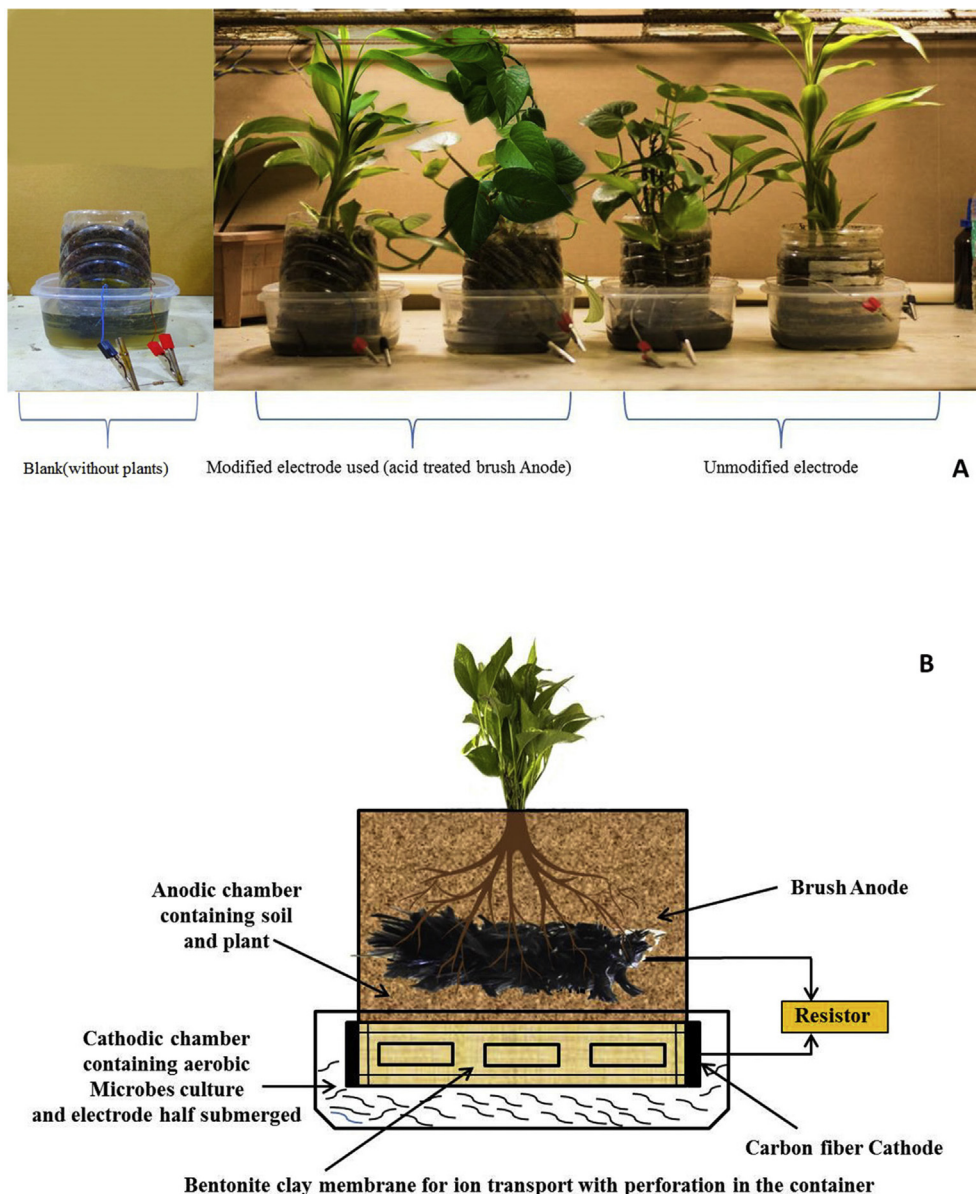 Blank(without plants)
Modified electrode used (acid treated brush Anode)
Unmodified electrode
A
B
Anodic chamber
containing soil
and plant
Brush Anode
Resistor
Cathodic chamber
containing aerobic
Microbes culture
and electrode half submerged
Carbon fiber Cathode
Bentonite clay membrane for ion transport with perforation in the container